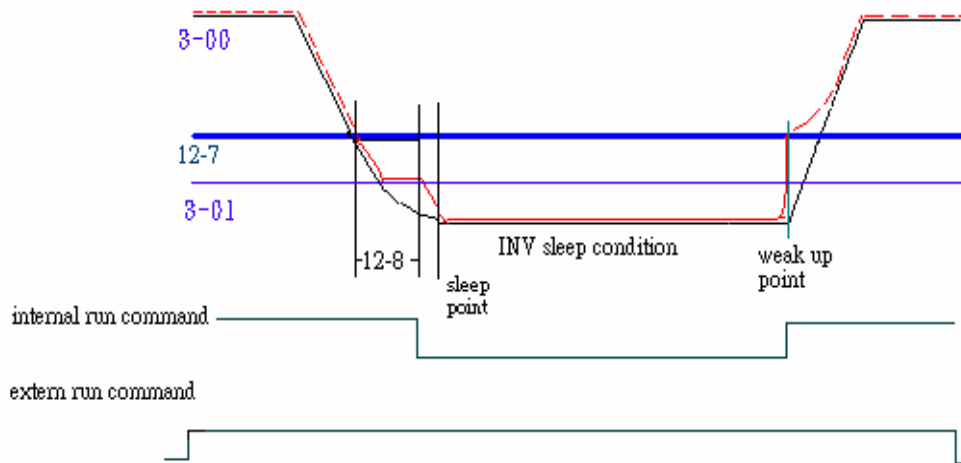 3-00
12-7
3-01
12-8
INV sleep condition
sleep
point
weak up
point
internal run command
extern run command